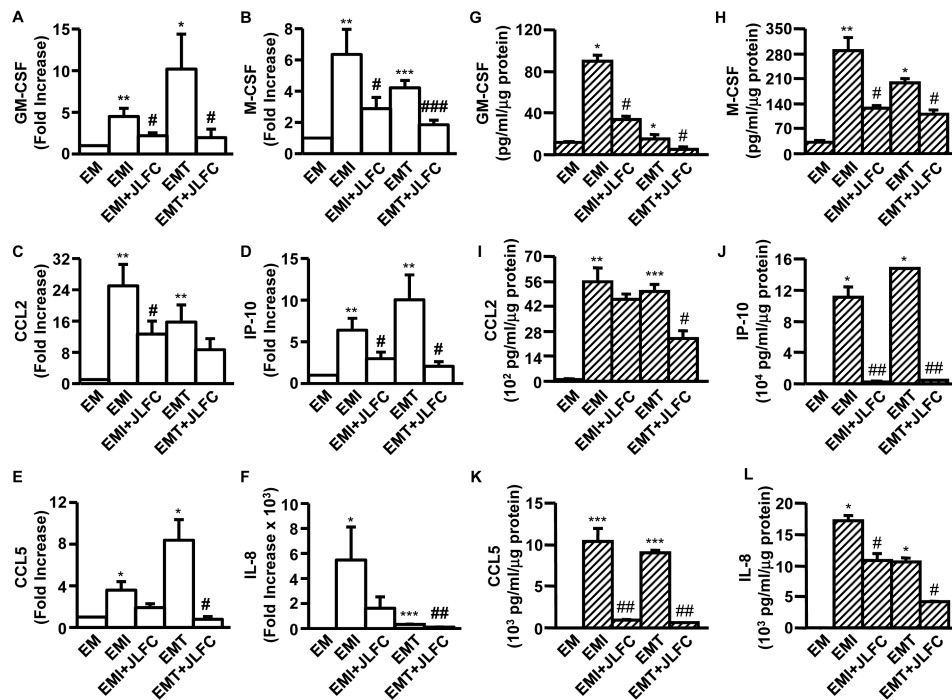 A
GM-CSF
(Fold Increase)
15
10
5
0
**
#
*
#
EM
EMI
EMI+JLFC
EMT
EMT+JLFC
B
M-CSF
(Fold Increase)
8
6
4
2
0
**
#
***
###
EM
EMI
EMI+JLFC
EMT
EMT+JLFC
G
GM-CSF
(pg/ml/µg protein)
120
80
40
0
*
#
*
#
EM
EMI
EMI+JLFC
EMT
EMT+JLFC
H
M-CSF
(pg/ml/µg protein)
350
280
210
140
70
0
**
#
*
#
EM
EMI
EMI+JLFC
EMT
EMT+JLFC
C
CCL2
(Fold Increase)
32
24
16
8
0
**
#
**
EM
EMI
EMI+JLFC
EMT
EMT+JLFC
D
IP-10
(Fold Increase)
15
10
5
0
**
#
**
#
EM
EMI
EMI+JLFC
EMT
EMT+JLFC
I
CCL2
(10² pg/ml/µg protein)
70
56
42
28
14
0
**
***
#
EM
EMI
EMI+JLFC
EMT
EMT+JLFC
J
IP-10
(10⁴ pg/ml/µg protein)
16
12
8
4
0
*
##
*
##
EM
EMI
EMI+JLFC
EMT
EMT+JLFC
E
CCL5
(Fold Increase)
12
8
4
0
*
*
#
EM
EMI
EMI+JLFC
EMT
EMT+JLFC
F
IL-8
(Fold Increase x 10³)
10
8
6
4
2
0
*
***
##
EM
EMI
EMI+JLFC
EMT
EMT+JLFC
K
CCL5
(10³ pg/ml/µg protein)
15
10
5
0
***
##
***
##
EM
EMI
EMI+JLFC
EMT
EMT+JLFC
L
IL-8
(10³ pg/ml/µg protein)
20
15
10
5
0
*
#
*
#
EM
EMI
EMI+JLFC
EMT
EMT+JLFC